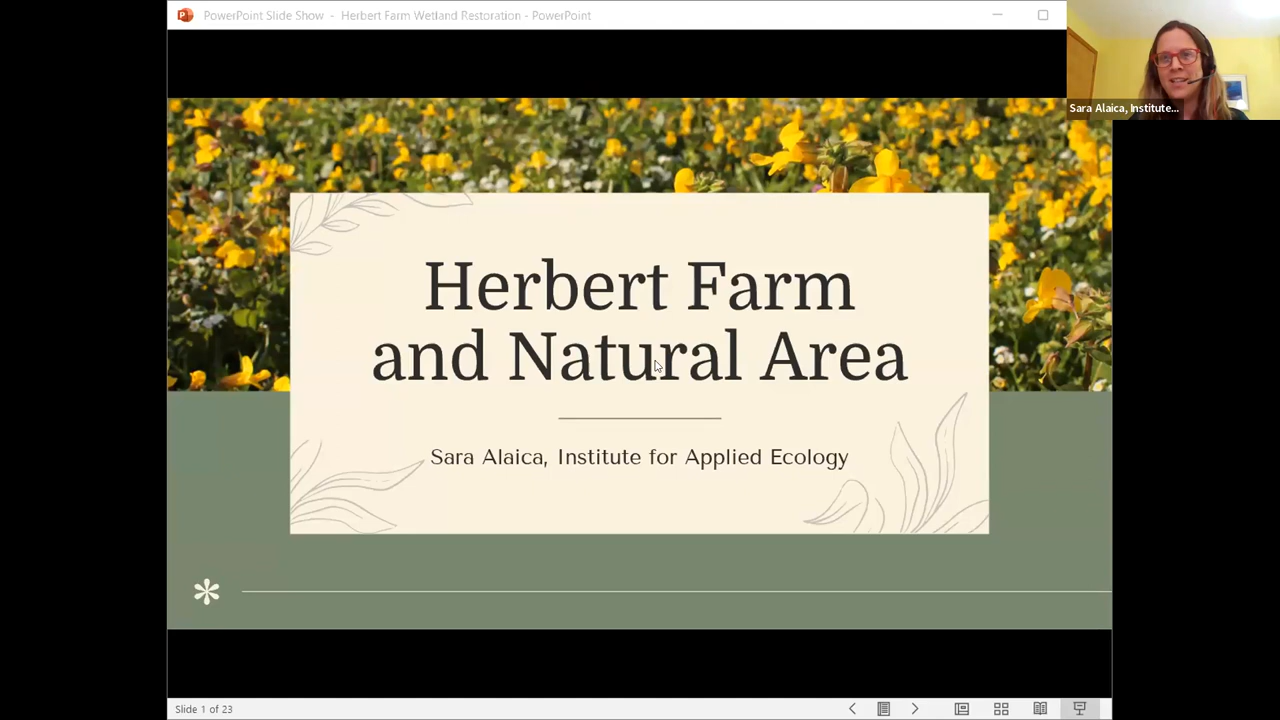 PowerPoint Slide Show - Herbert Farm Wetland Restoration - PowerPoint
Sara Alaica, Institute...
Herbert Farm
and Natural Area
Sara Alaica, Institute for Applied Ecology
Slide 1 of 23